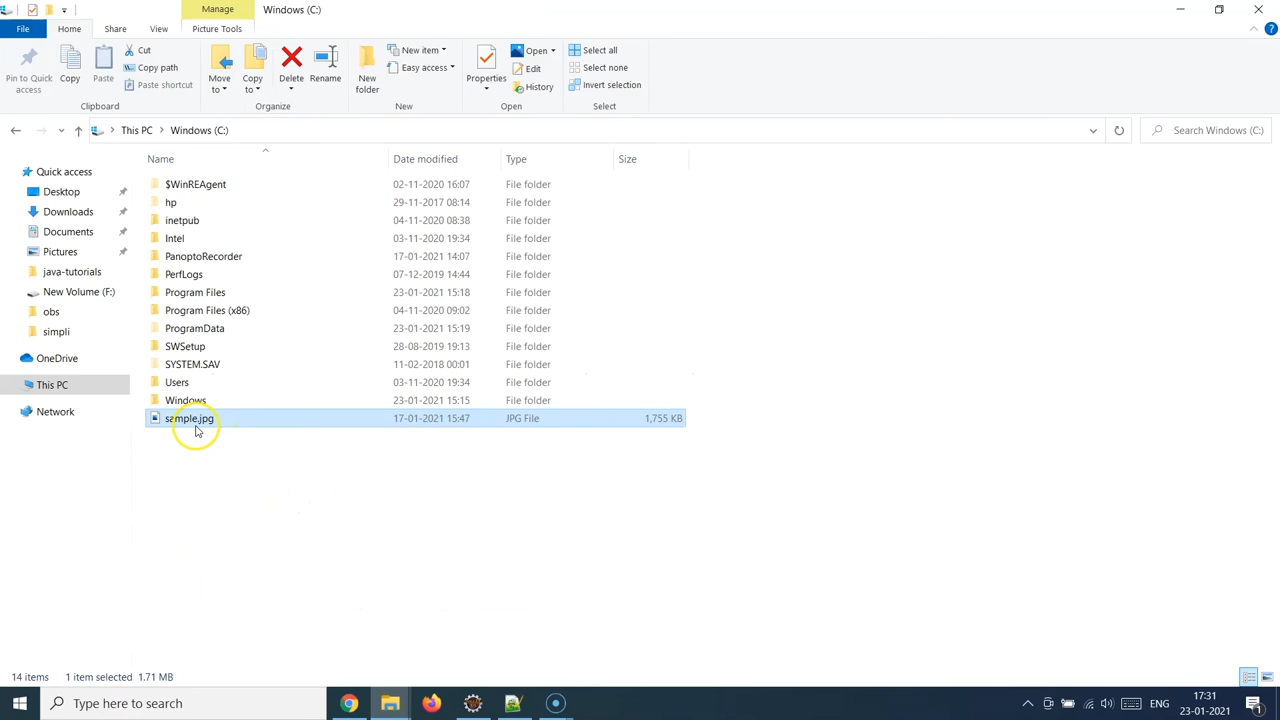 Manage
Windows (C:)
File
Home
Share
View
Picture Tools
Pin to Quick access
Copy
Paste
Cut
Copy path
Paste shortcut
Clipboard
Move to
Copy to
Delete
Rename
Organize
New folder
New item
Easy access
New
Properties
Open
Edit
History
Open
Select all
Select none
Invert selection
Select
This PC
Windows (C:)
Search Windows (C:)
Name Date modified Type Size
Quick access
Desktop
Downloads
Documents
Pictures
java-tutorials
New Volume (F:)
obs
simpli
OneDrive
This PC
Network
$WinREAgent 02-11-2020 16:07 File folder
hp 29-11-2017 08:14 File folder
inetpub 04-11-2020 08:38 File folder
Intel 03-11-2020 19:34 File folder
PanoptoRecorder 17-01-2021 14:07 File folder
PerfLogs 07-12-2019 14:44 File folder
Program Files 23-01-2021 15:18 File folder
Program Files (x86) 04-11-2020 09:02 File folder
ProgramData 23-01-2021 15:19 File folder
SWSetup 28-08-2019 19:13 File folder
SYSTEM.SAV 11-02-2018 00:01 File folder
Users 03-11-2020 19:34 File folder
Windows 23-01-2021 15:15 File folder
sample.jpg 17-01-2021 15:47 JPG File 1,755 KB
14 items 1 item selected 1.71 MB
Type here to search
ENG
17:31
23-01-2021